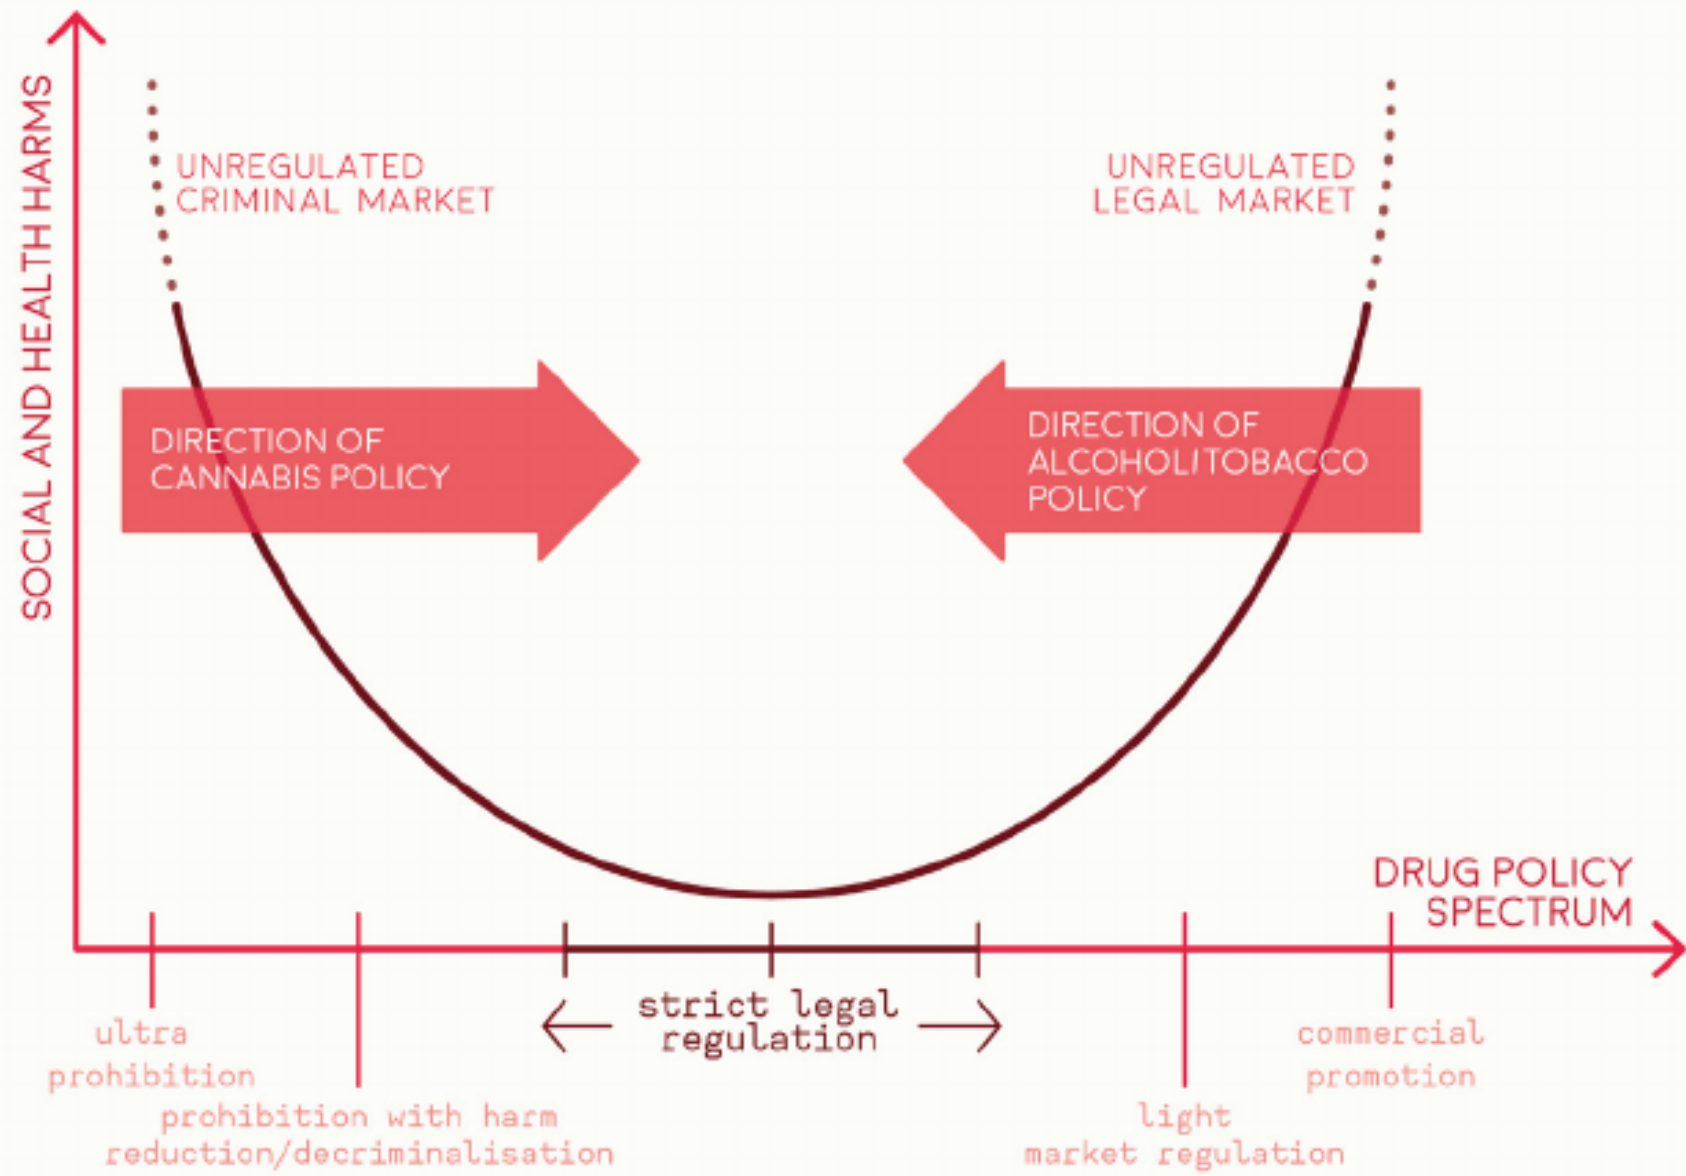 SOCIAL AND HEALTH HARMS
UNREGULATED
CRIMINAL MARKET
UNREGULATED
LEGAL MARKET
DIRECTION OF
CANNABIS POLICY
DIRECTION OF
ALCOHOL/TOBACCO
POLICY
DRUG POLICY
SPECTRUM
ultra
prohibition
prohibition with harm
reduction/decriminalisation
strict legal
regulation
light
market regulation
commercial
promotion